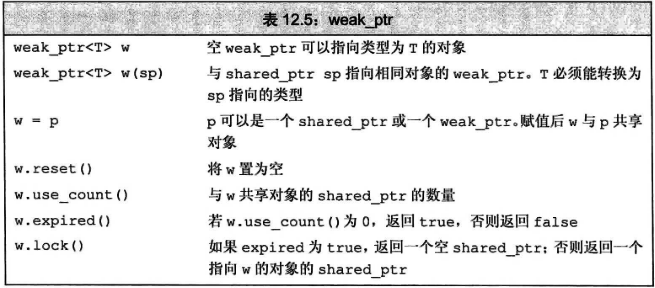 表 12.5：weak_ptr
weak_ptr<T> w 空 weak_ptr 可以指向类型为 T 的对象
weak_ptr<T> w(sp) 与 shared_ptr sp 指向相同对象的 weak_ptr。T 必须能转换为
sp 指向的类型
w = p p 可以是一个 shared_ptr 或一个 weak_ptr。赋值后 w 与 p 共享
对象
w.reset() 将 w 置为空
w.use_count() 与 w 共享对象的 shared_ptr 的数量
w.expired() 若 w.use_count() 为 0，返回 true，否则返回 false
w.lock() 如果 expired 为 true，返回一个空 shared_ptr；否则返回一个
指向 w 的对象的 shared_ptr